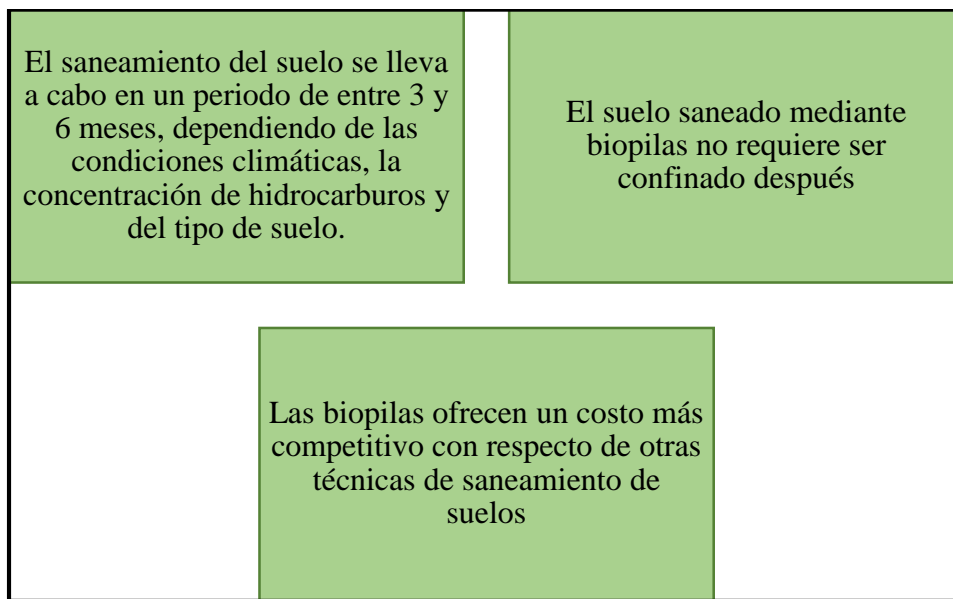 El saneamiento del suelo se lleva
a cabo en un periodo de entre 3 y
6 meses, dependiendo de las
condiciones climáticas, la
concentración de hidrocarburos y
del tipo de suelo.
El suelo saneado mediante
biopilas no requiere ser
confinado después
Las biopilas ofrecen un costo más
competitivo con respecto de otras
técnicas de saneamiento de
suelos